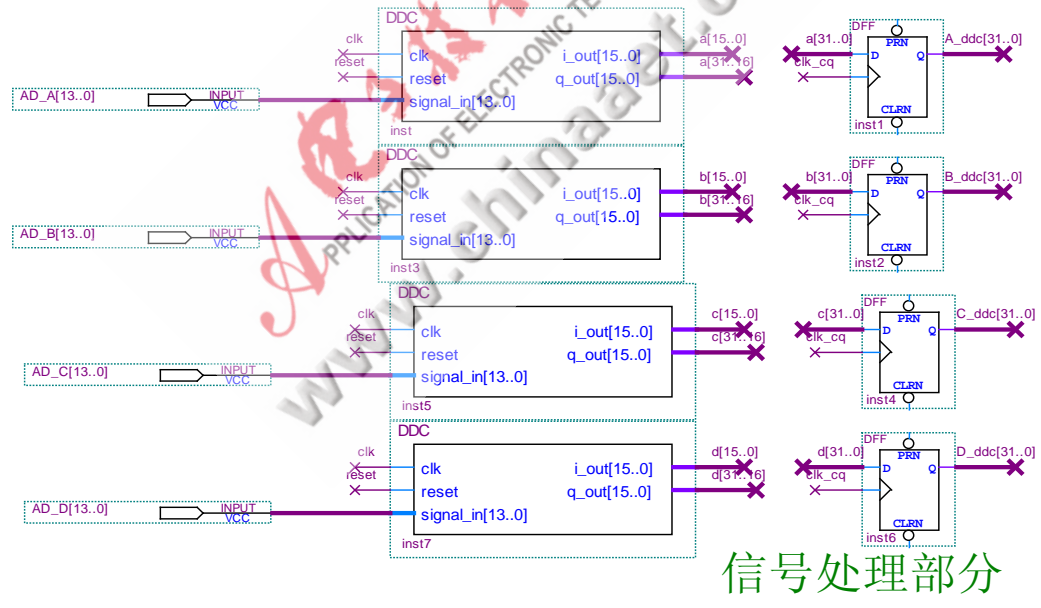 DDC
clk
reset
AD_A[13..0]
INPUT
VCC
clk
reset
signal_in[13..0]
i_out[15..0]
q_out[15..0]
a[15..0]
a[31..16]
inst
DFF
a[31..0]
clk_cq
PRN
D
Q
CLRN
A_ddc[31..0]
inst1
DDC
clk
reset
AD_B[13..0]
INPUT
VCC
clk
reset
signal_in[13..0]
i_out[15..0]
q_out[15..0]
b[15..0]
b[31..16]
inst3
DFF
b[31..0]
clk_cq
PRN
D
Q
CLRN
B_ddc[31..0]
inst2
DDC
clk
reset
AD_C[13..0]
INPUT
VCC
clk
reset
signal_in[13..0]
i_out[15..0]
q_out[15..0]
c[15..0]
c[31..16]
inst5
DFF
c[31..0]
clk_cq
PRN
D
Q
CLRN
C_ddc[31..0]
inst4
DDC
clk
reset
AD_D[13..0]
INPUT
VCC
clk
reset
signal_in[13..0]
i_out[15..0]
q_out[15..0]
d[15..0]
d[31..16]
inst7
DFF
d[31..0]
clk_cq
PRN
D
Q
CLRN
D_ddc[31..0]
inst6
信号处理部分
APPLICATION OF ELECTRONIC
www.chinaaet.c